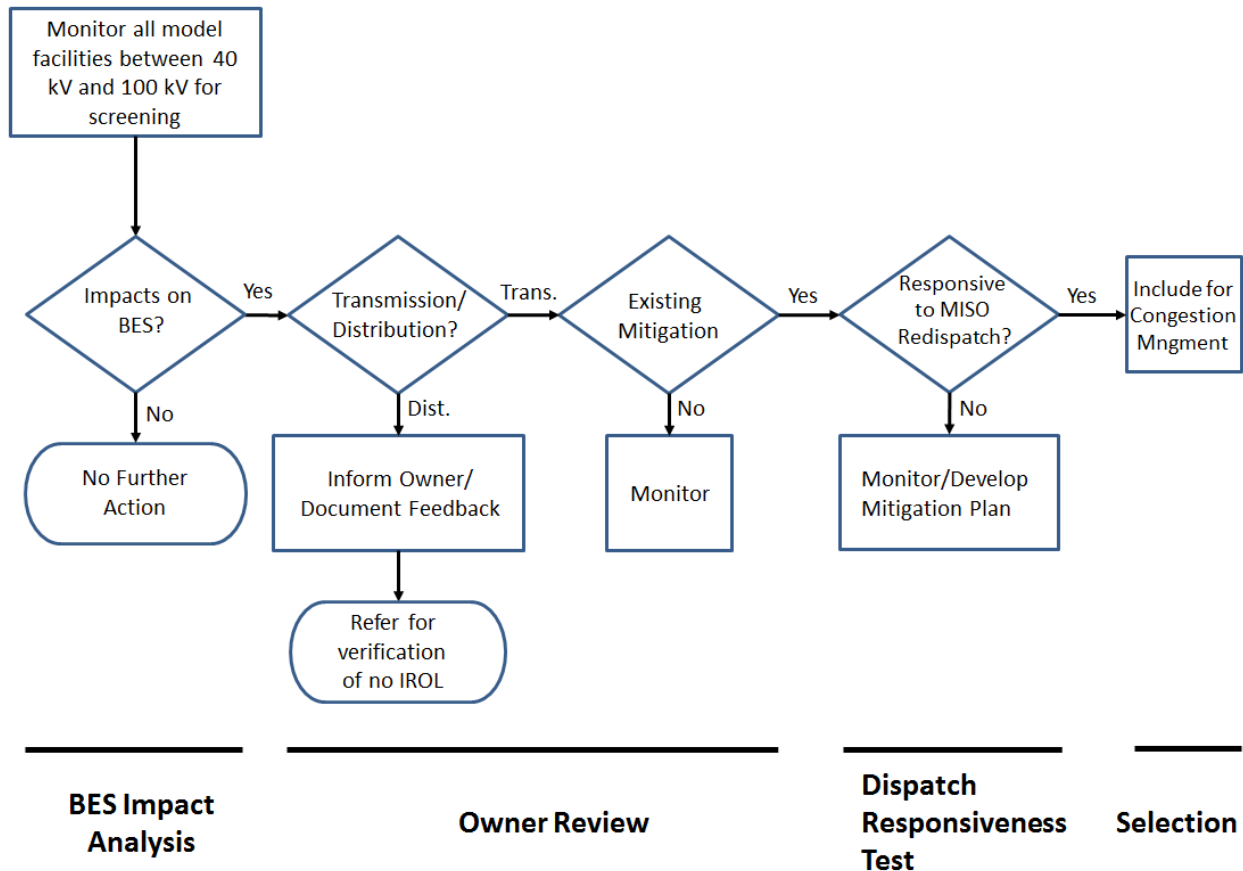 Monitor all model
facilities between 40
kV and 100 kV for
screening
Impacts on
BES?
Yes
No
No Further
Action
Transmission/
Distribution?
Trans.
Dist.
Inform Owner/
Document Feedback
Refer for
verification
of no IROL
Existing
Mitigation
Yes
No
Monitor
Responsive
to MISO
Redispatch?
Yes
No
Monitor/Develop
Mitigation Plan
Include for
Congestion
Mngment
BES Impact
Analysis
Owner Review
Dispatch
Responsiveness
Test
Selection